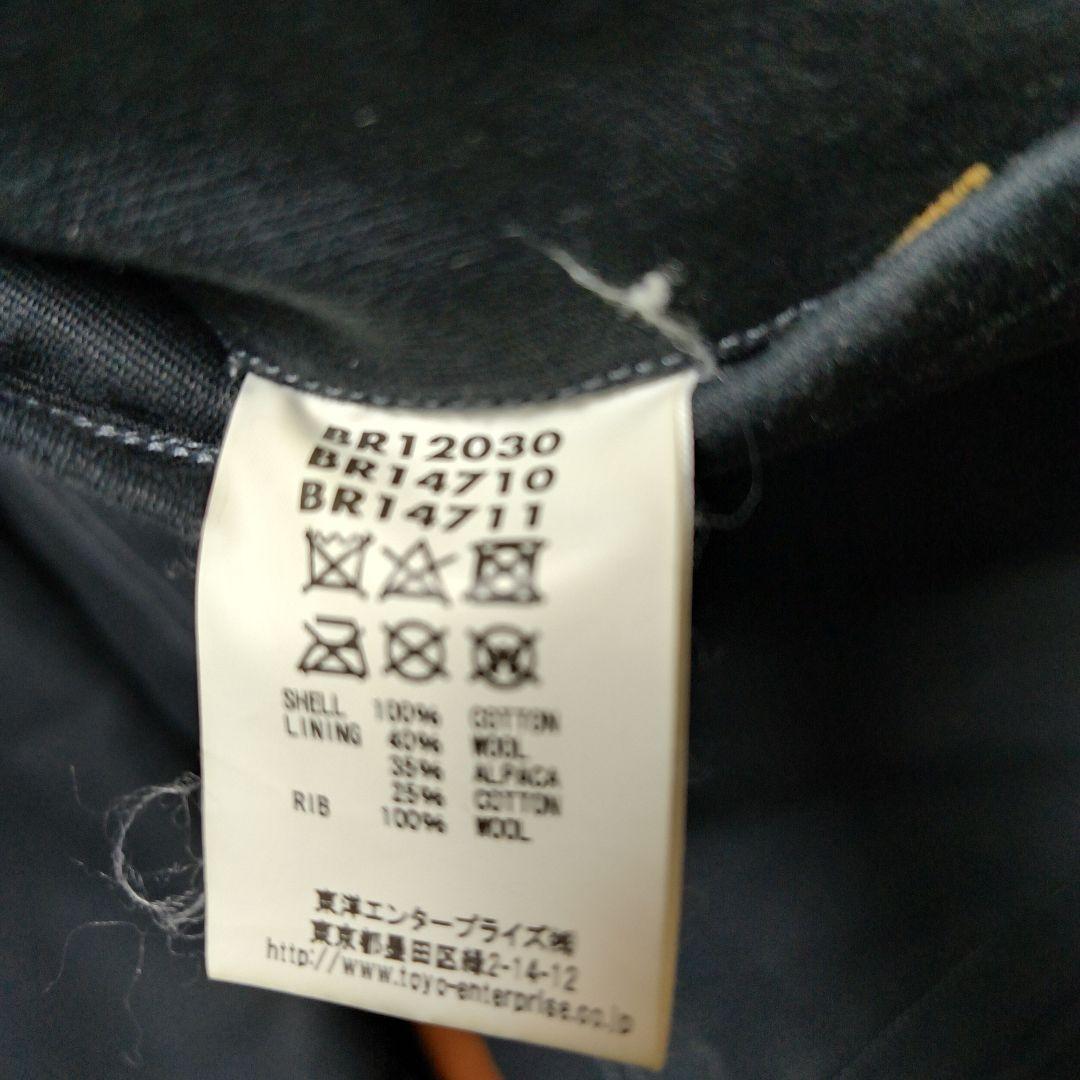 BR12030
BR14710
BR14711
SHELL 100% COTTON
LINING 40% WOOL
35% ALPACA
25% COTTON
RIB 100% WOOL
東洋エンタープライズ㈱
東京都墨田区緑2-14-12
http://www.toyo-enterprise.co.jp